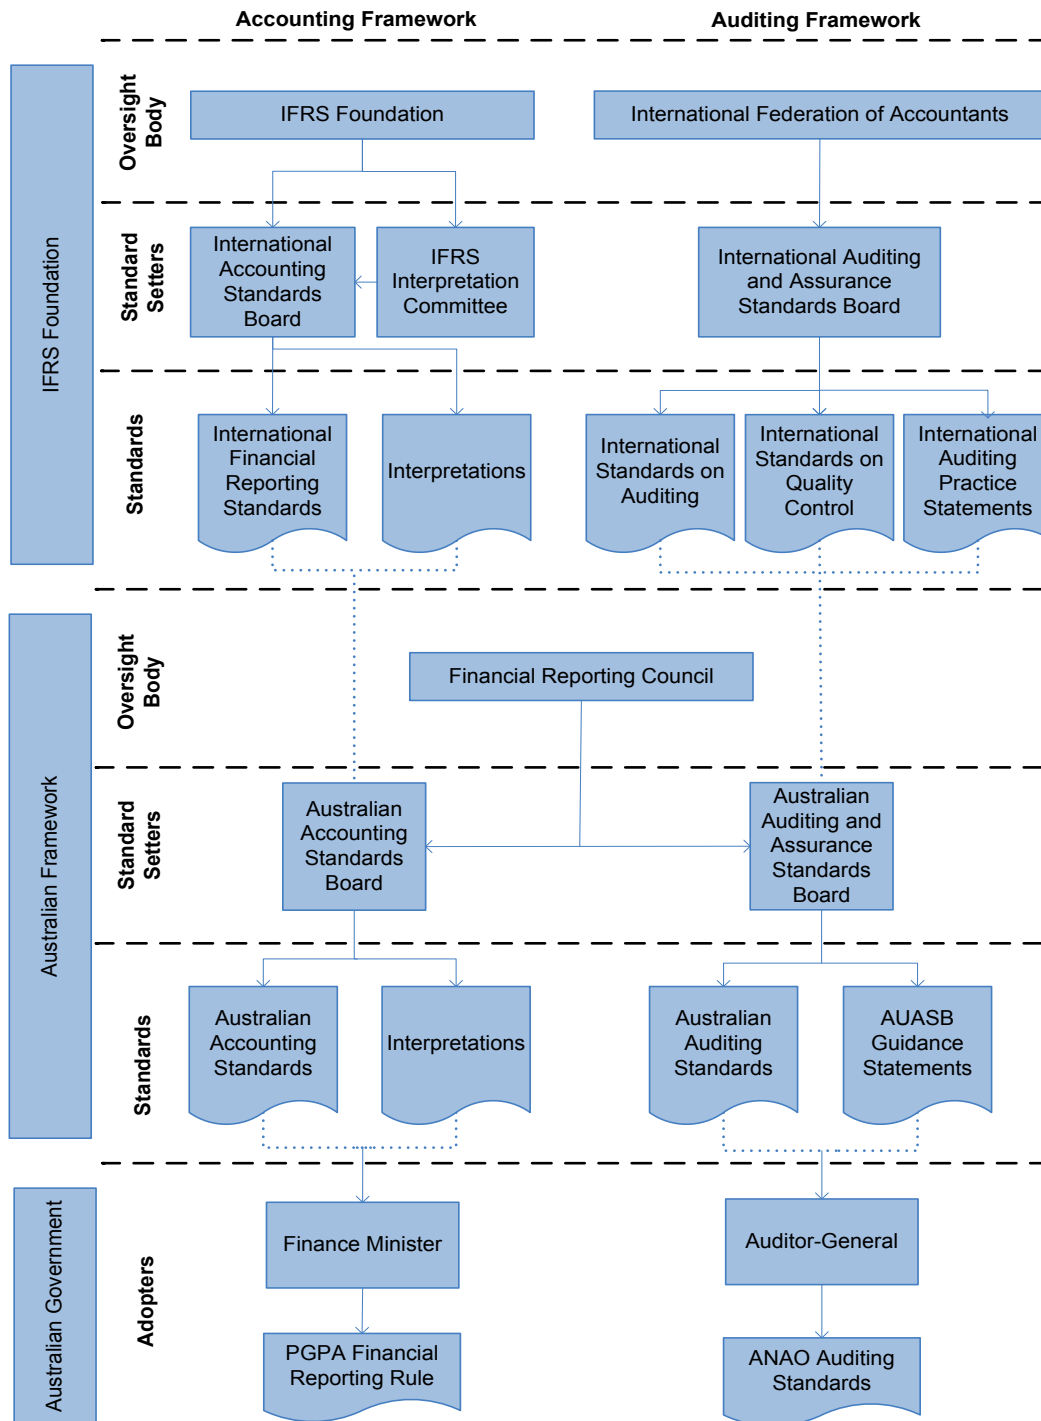 Accounting Framework
Auditing Framework
IFRS Foundation
Oversight
Body
IFRS Foundation
International Federation of Accountants
Standard
Setters
International
Accounting
Standards
Board
IFRS
Interpretation
Committee
International Auditing
and Assurance
Standards Board
Standards
International
Financial
Reporting
Standards
Interpretations
International
Standards on
Auditing
International
Standards on
Quality
Control
International
Auditing
Practice
Statements
Australian Framework
Oversight
Body
Financial Reporting Council
Standard
Setters
Australian
Accounting
Standards
Board
Australian
Auditing and
Assurance
Standards
Board
Standards
Australian
Accounting
Standards
Interpretations
Australian
Auditing
Standards
AUASB
Guidance
Statements
Australian Government
Adopters
Finance Minister
Auditor-General
PGPA Financial
Reporting Rule
ANAO Auditing
Standards